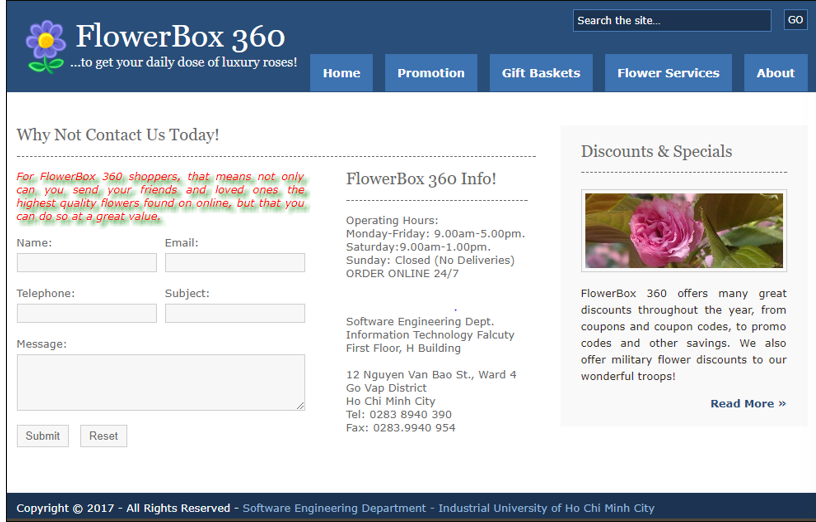 Search the site...
GO
FlowerBox 360
...to get your daily dose of luxury roses!
Home
Promotion
Gift Baskets
Flower Services
About
Why Not Contact Us Today!
For FlowerBox 360 shoppers, that means not only
can you send your friends and loved ones the
highest quality flowers found on online, but that you
can do so at a great value.
Name:
Email:
Telephone:
Subject:
Message:
Submit
Reset
FlowerBox 360 Info!
Operating Hours:
Monday-Friday: 9.00am-5.00pm.
Saturday:9.00am-1.00pm.
Sunday: Closed (No Deliveries)
ORDER ONLINE 24/7
.
Software Engineering Dept.
Information Technology Falcuty
First Floor, H Building
12 Nguyen Van Bao St., Ward 4
Go Vap District
Ho Chi Minh City
Tel: 0283 8940 390
Fax: 0283.9940 954
Discounts & Specials
FlowerBox 360 offers many great
discounts throughout the year, from
coupons and coupon codes, to promo
codes and other savings. We also
offer military flower discounts to our
wonderful troops!
Read More »
Copyright © 2017 - All Rights Reserved - Software Engineering Department - Industrial University of Ho Chi Minh City